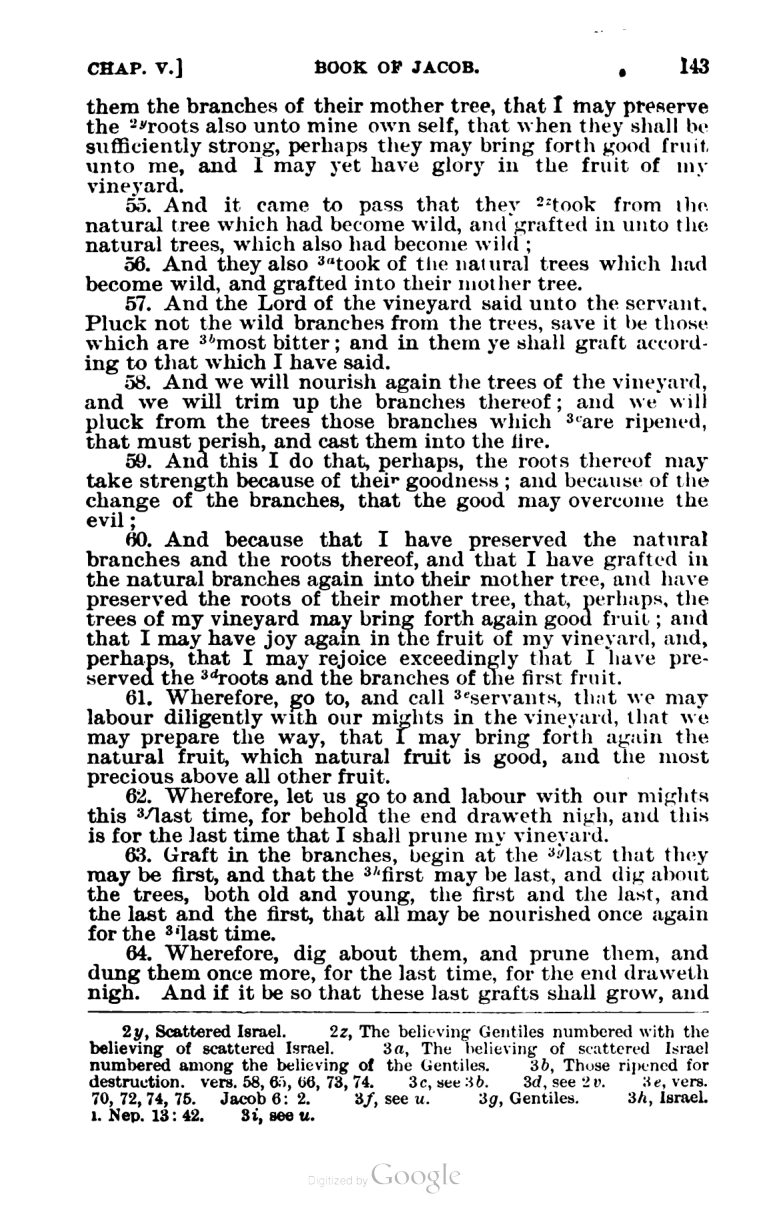 CHAP. V.] BOOK OF JACOB. 143
them the branches of their mother tree, that I may preserve
the ²ʸroots also unto mine own self, that when they shall be
sufficiently strong, perhaps they may bring forth good fruit
unto me, and I may yet have glory in the fruit of my
vineyard.
55. And it came to pass that they ²ᶻtook from the
natural tree which had become wild, and grafted in unto the
natural trees, which also had become wild;
56. And they also ³ᵃtook of the natural trees which had
become wild, and grafted into their mother tree.
57. And the Lord of the vineyard said unto the servant.
Pluck not the wild branches from the trees, save it be those
which are ³ᵇmost bitter; and in them ye shall graft accord-
ing to that which I have said.
58. And we will nourish again the trees of the vineyard,
and we will trim up the branches thereof; and we will
pluck from the trees those branches which ³ᶜare ripened,
that must perish, and cast them into the fire.
59. And this I do that, perhaps, the roots thereof may
take strength because of their goodness; and because of the
change of the branches, that the good may overcome the
evil;
60. And because that I have preserved the natural
branches and the roots thereof, and that I have grafted in
the natural branches again into their mother tree, and have
preserved the roots of their mother tree, that, perhaps, the
trees of my vineyard may bring forth again good fruit; and
that I may have joy again in the fruit of my vineyard, and,
perhaps, that I may rejoice exceedingly that I have pre-
served the ³ᵈroots and the branches of the first fruit.
61. Wherefore, go to, and call ³ᵉservants, that we may
labour diligently with our mights in the vineyard, that we
may prepare the way, that I may bring forth again the
natural fruit, which natural fruit is good, and the most
precious above all other fruit.
62. Wherefore, let us go to and labour with our mights
this ³ᶠlast time, for behold the end draweth nigh, and this
is for the last time that I shall prune my vineyard.
63. Graft in the branches, begin at the ³ᵍlast that they
may be first, and that the ³ʰfirst may be last, and dig about
the trees, both old and young, the first and the last, and
the last and the first, that all may be nourished once again
for the ³ⁱlast time.
64. Wherefore, dig about them, and prune them, and
dung them once more, for the last time, for the end draweth
nigh. And if it be so that these last grafts shall grow, and
2y, Scattered Israel. 2z, The believing Gentiles numbered with the
believing of scattered Israel. 3a, The believing of scattered Israel
numbered among the believing of the Gentiles. 3b, Those ripened for
destruction. vers. 58, 65, 66, 73, 74. 3c, see 3b. 3d, see 2v. 3e, vers.
70, 72, 74, 75. Jacob 6: 2. 3f, see u. 3g, Gentiles. 3h, Israel.
1. Nep. 13: 42. 3i, see u.
Digitized by Google